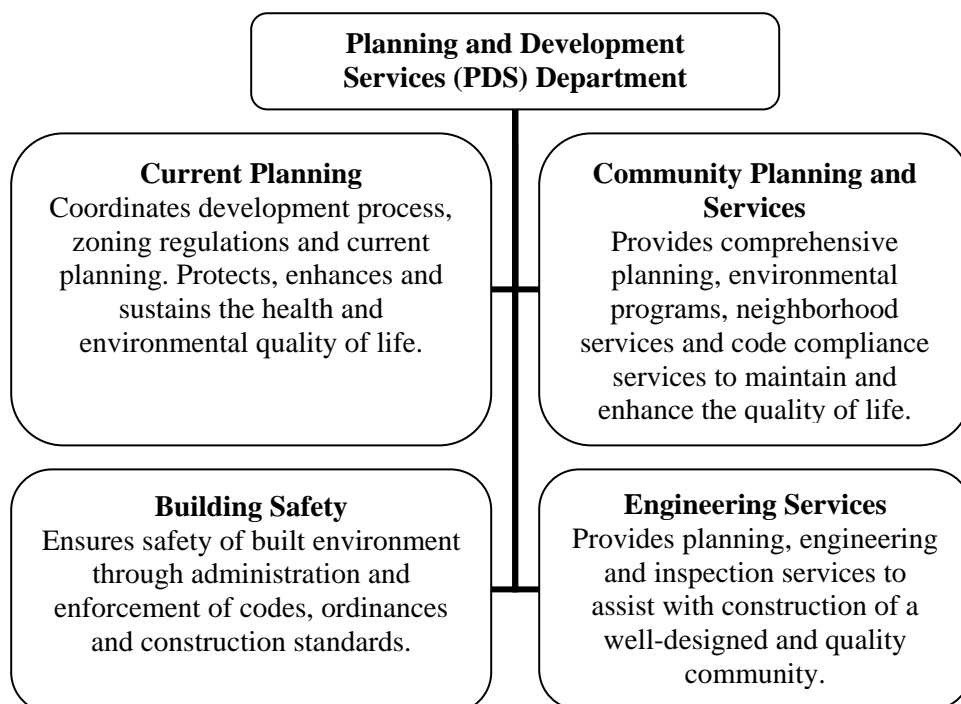 Planning and Development
Services (PDS) Department
Current Planning
Coordinates development process,
zoning regulations and current
planning. Protects, enhances and
sustains the health and
environmental quality of life.
Community Planning and
Services
Provides comprehensive
planning, environmental
programs, neighborhood
services and code compliance
services to maintain and
enhance the quality of life.
Building Safety
Ensures safety of built environment
through administration and
enforcement of codes, ordinances
and construction standards.
Engineering Services
Provides planning, engineering
and inspection services to
assist with construction of a
well-designed and quality
community.